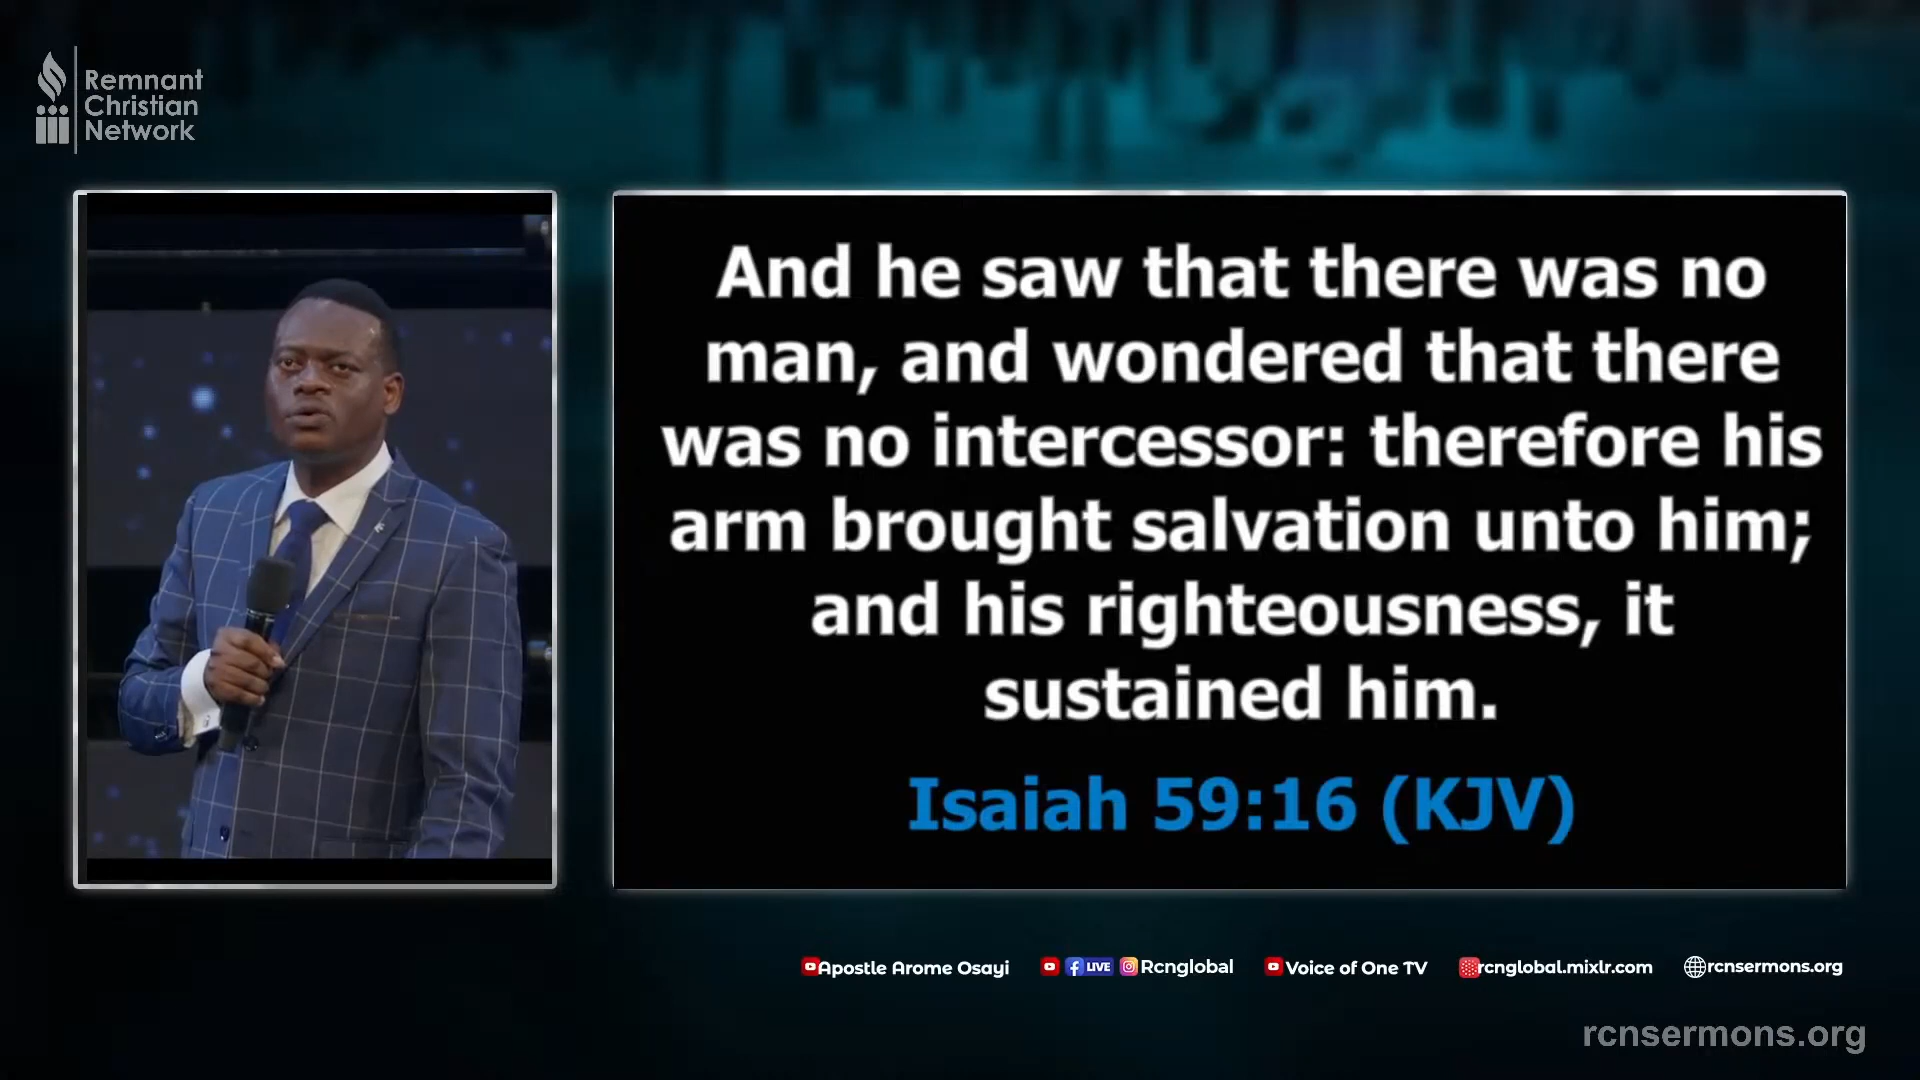 Remnant
Christian
Network
And he saw that there was no
man, and wondered that there
was no intercessor: therefore his
arm brought salvation unto him;
and his righteousness, it
sustained him.
Isaiah 59:16 (KJV)
Apostle Arome Osayi LIVE Rcnglobal Voice of One TV rcnglobal.mixlr.com rcnsermons.org
rcnsermons.org